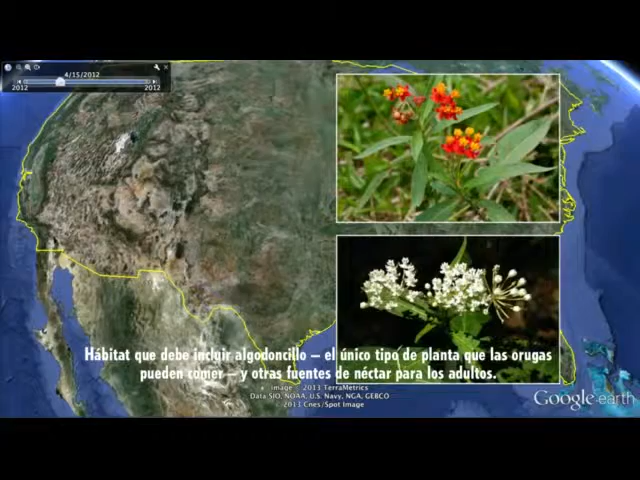 4/15/2012
2012 2012
Hábitat que debe incluir algodoncillo – el único tipo de planta que las orugas
pueden comer – y otras fuentes de néctar para los adultos.
image © 2013 TerraMetrics
Data SIO, NOAA, U.S. Navy, NGA, GEBCO
© 2013 Cnes/Spot Image
Google earth